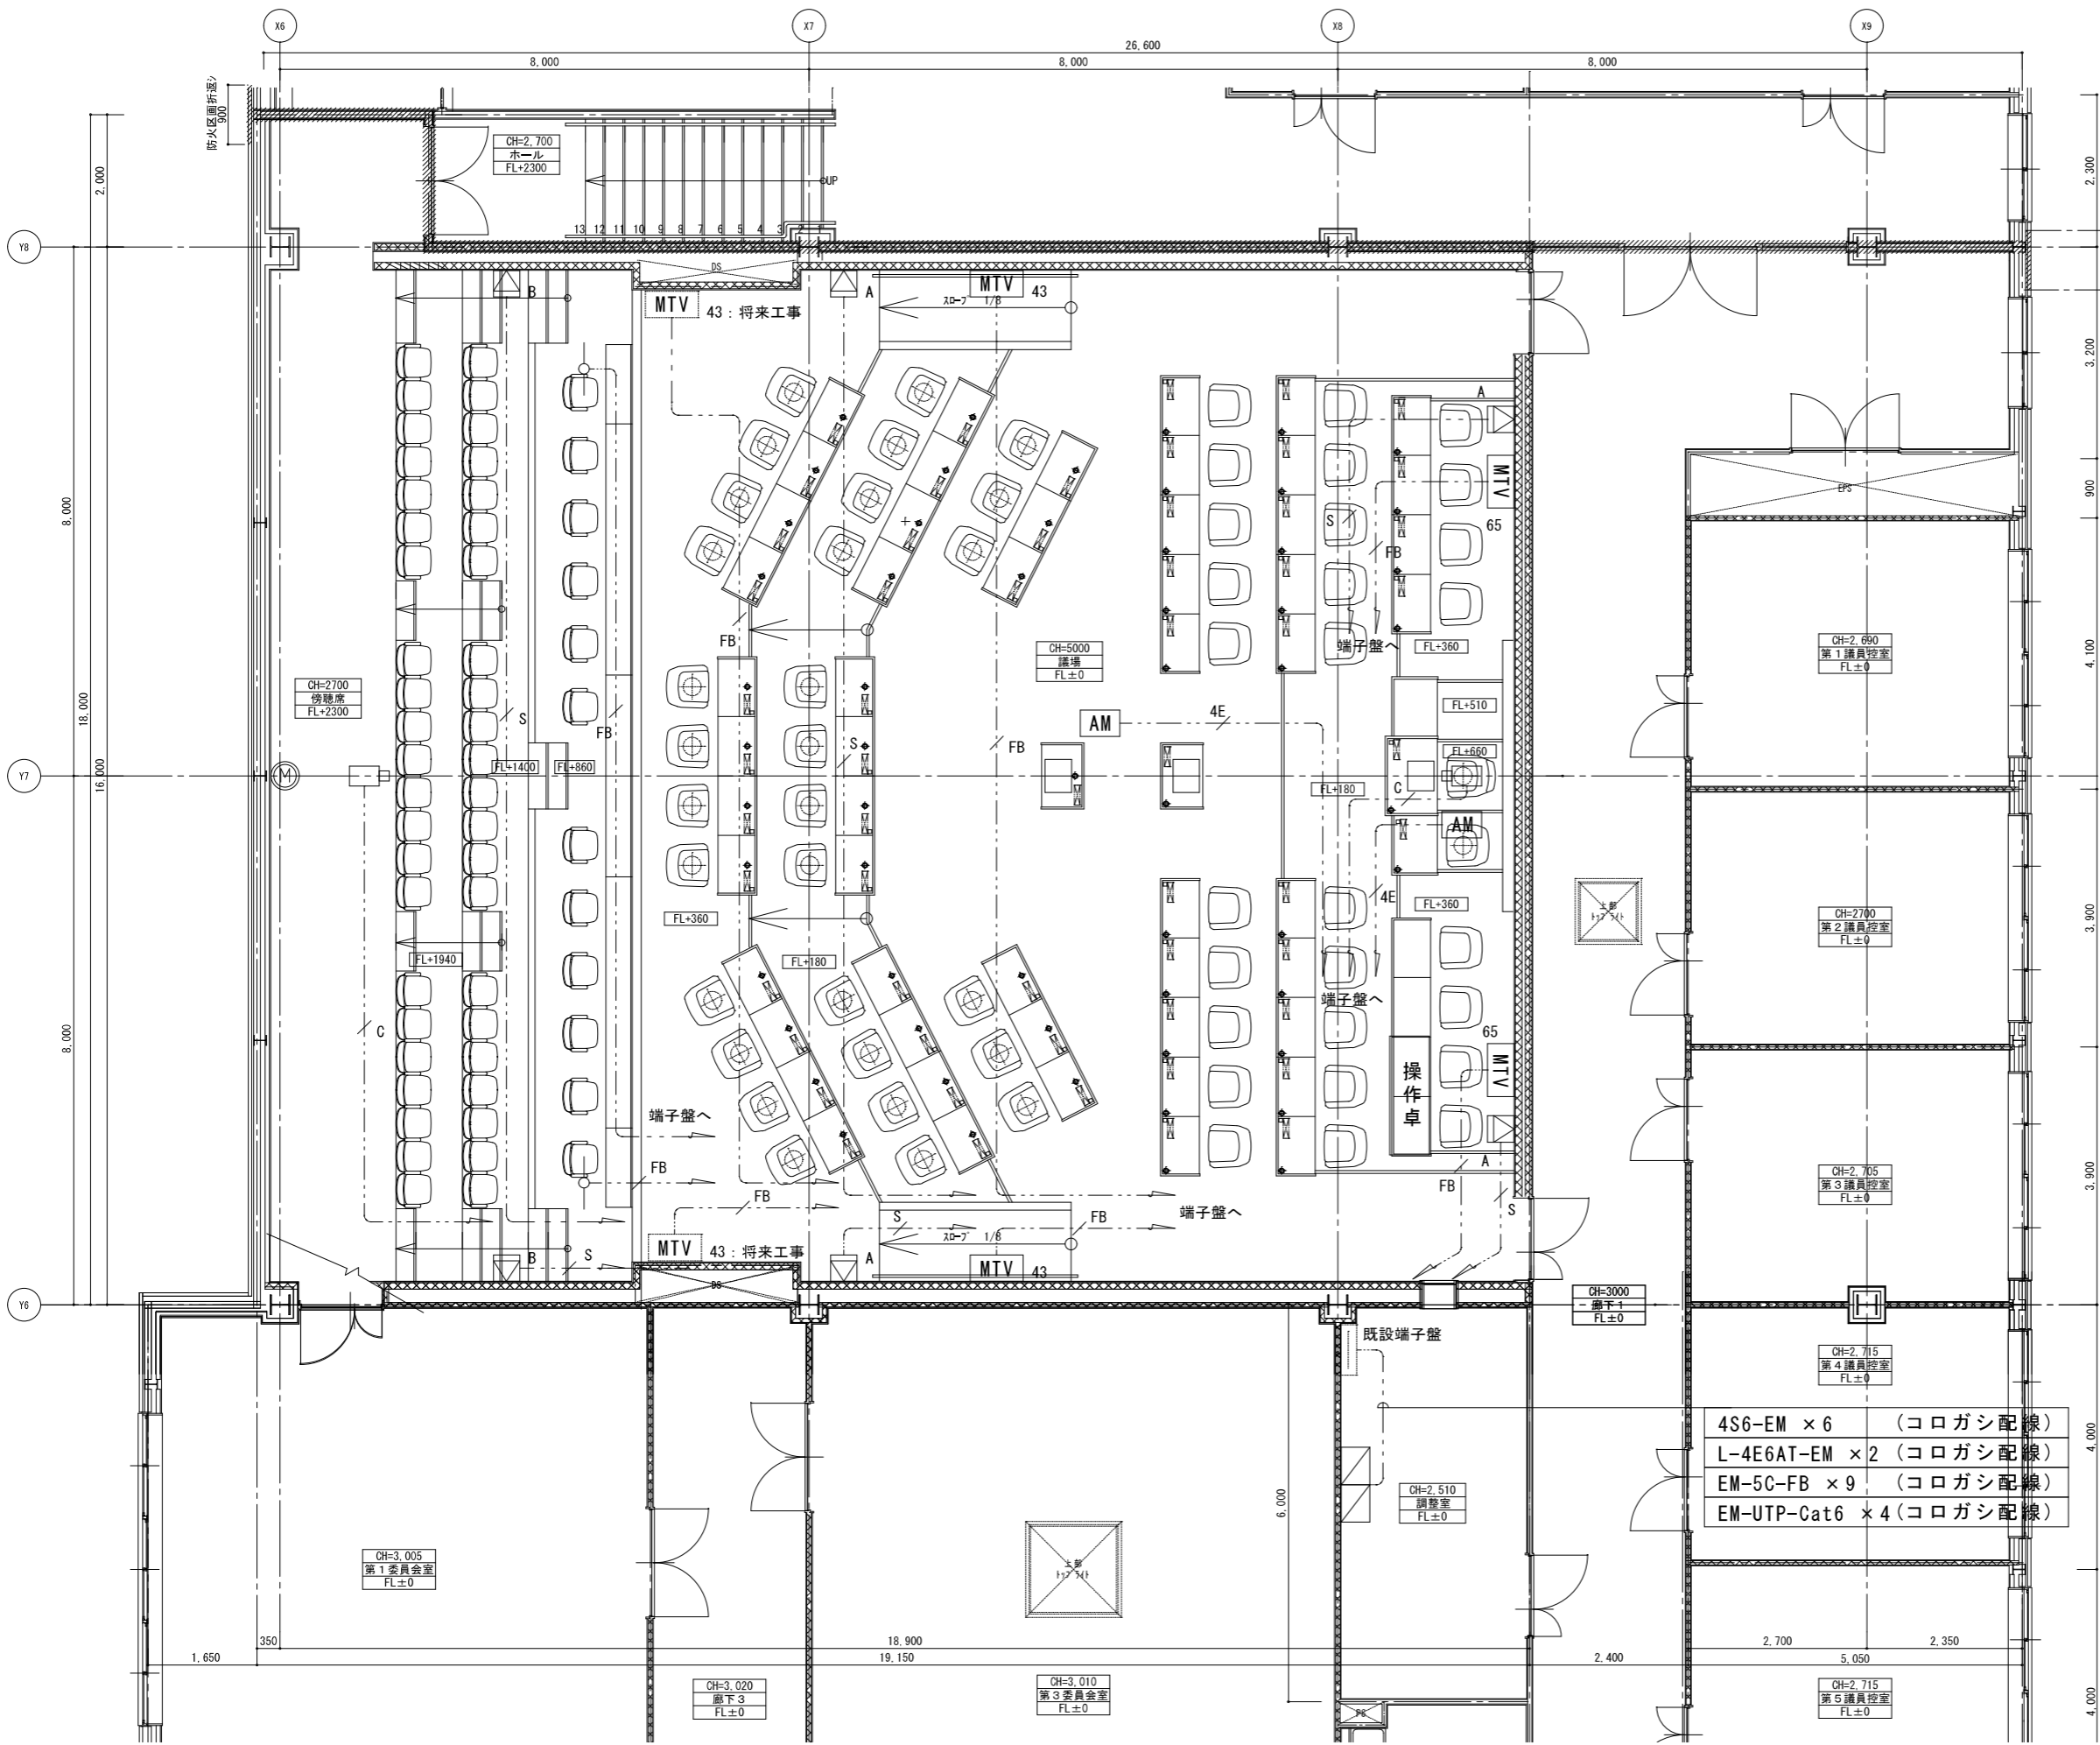 X6
X7
X8
X9
26,600
8,000
8,000
8,000
防火区画折返シ
900
CH=2,700
ホール
FL+2300
UP
13 12 11 10 9 8 7 6 5 4 3 2
2,000
2,300
Y8
DS
B
A
MTV
43：将来工事
MTV
43
スロープ 1/8
3,200
A
MTV
65
S
FB
900
EPS
8,000
18,000
16,000
端子盤へ
FL+360
FB
CH=5000
議場
FL±0
CH=2,690
第１議員控室
FL±0
4,100
CH=2700
傍聴席
FL+2300
S
FB
FL+510
AM
4E
S
FB
FL+660
Y7
M
FL+1400
FL+860
FL+180
C
AM
4E
FL+360
FL+360
上部
トップライト
CH=2700
第２議員控室
FL±0
3,900
FL+1940
FL+180
端子盤へ
8,000
C
65
MTV
操作卓
端子盤へ
FB
A
FB
S
CH=2,705
第３議員控室
FL±0
3,900
FB
S
FB
端子盤へ
MTV
43：将来工事
B
S
A
スロープ 1/8
MTV
43
DS
Y6
CH=3000
廊下１
FL±0
既設端子盤
CH=2,715
第４議員控室
FL±0
4S6-EM ×6 （コロガシ配線）
L-4E6AT-EM ×2 （コロガシ配線）
EM-5C-FB ×9 （コロガシ配線）
EM-UTP-Cat6 ×4（コロガシ配線）
4,000
6,000
CH=2,510
調整室
FL±0
CH=3,005
第１委員会室
FL±0
上部
トップライト
350
18,900
2,700
2,350
1,650
19,150
2,400
5,050
CH=3,020
廊下３
FL±0
CH=3,010
第３委員会室
FL±0
PS
CH=2,715
第５議員控室
FL±0
4,000